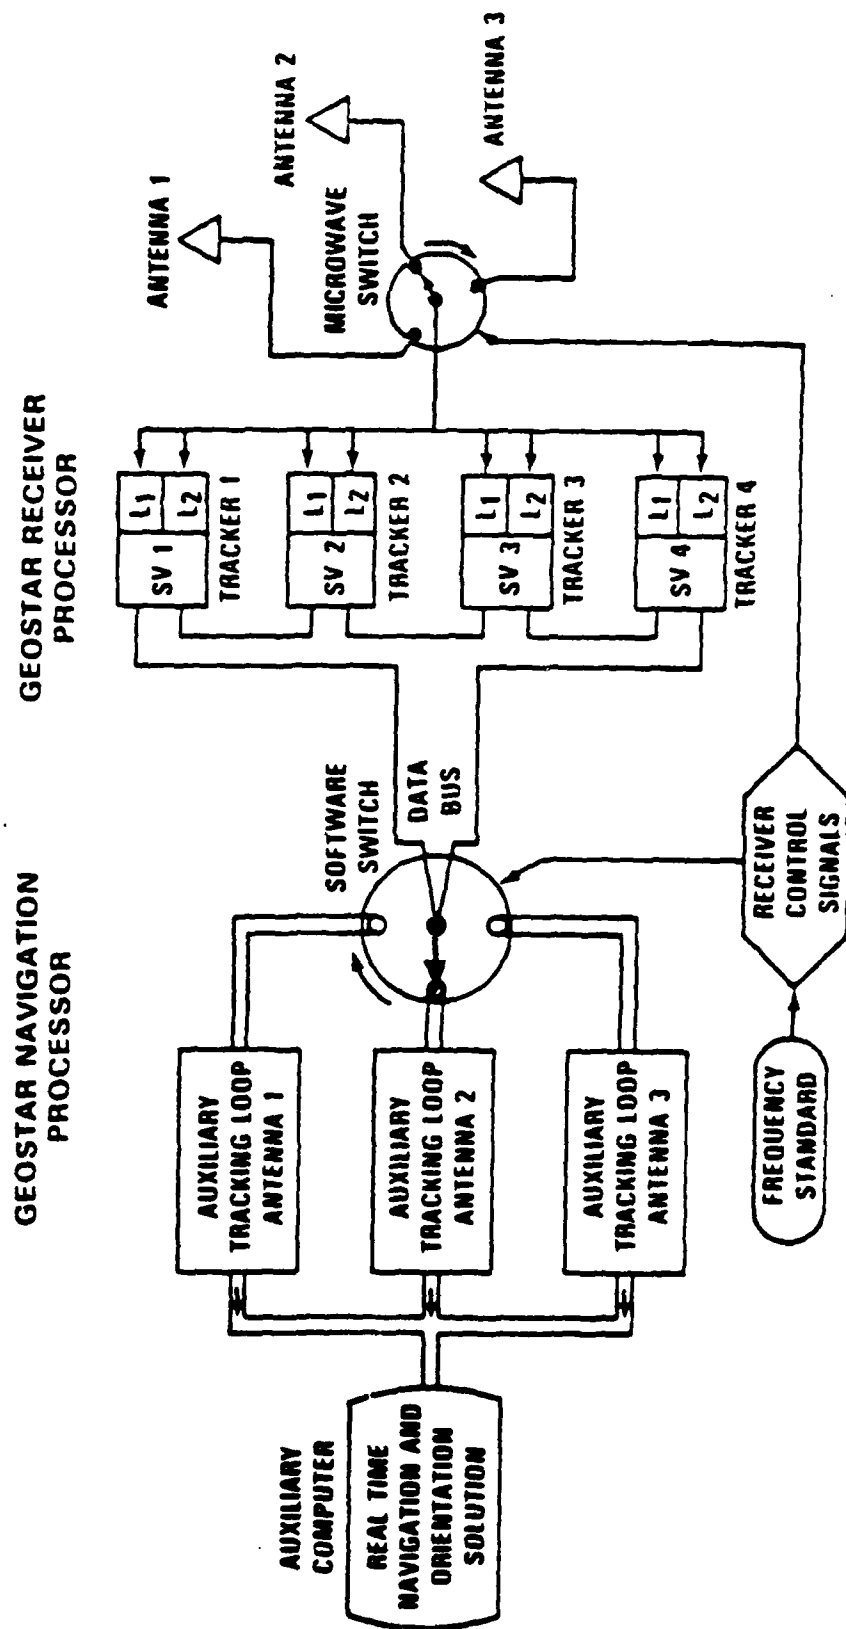 GEOSTAR NAVIGATION
PROCESSOR
GEOSTAR RECEIVER
PROCESSOR
AUXILIARY
COMPUTER
REAL TIME
NAVIGATION AND
ORIENTATION
SOLUTION
AUXILIARY
TRACKING LOOP
ANTENNA 1
AUXILIARY
TRACKING LOOP
ANTENNA 2
AUXILIARY
TRACKING LOOP
ANTENNA 3
SOFTWARE
SWITCH
DATA
BUS
SV 1
L1
L2
TRACKER 1
SV 2
L1
L2
TRACKER 2
SV 3
L1
L2
TRACKER 3
SV 4
L1
L2
TRACKER 4
MICROWAVE
SWITCH
ANTENNA 1
ANTENNA 2
ANTENNA 3
FREQUENCY
STANDARD
RECEIVER
CONTROL
SIGNALS